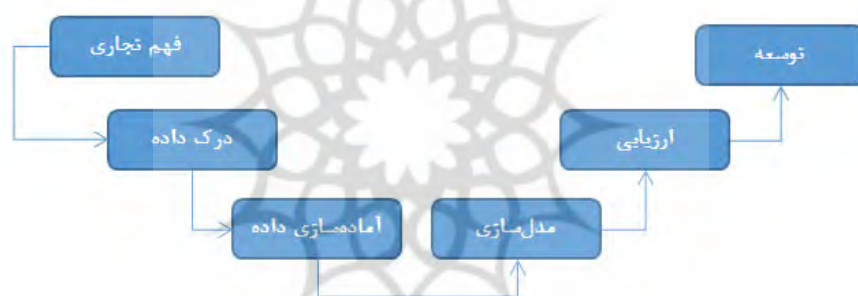 فهم تجاری
درک داده
آماده‌سازی داده
مدل‌سازی
ارزیابی
توسعه